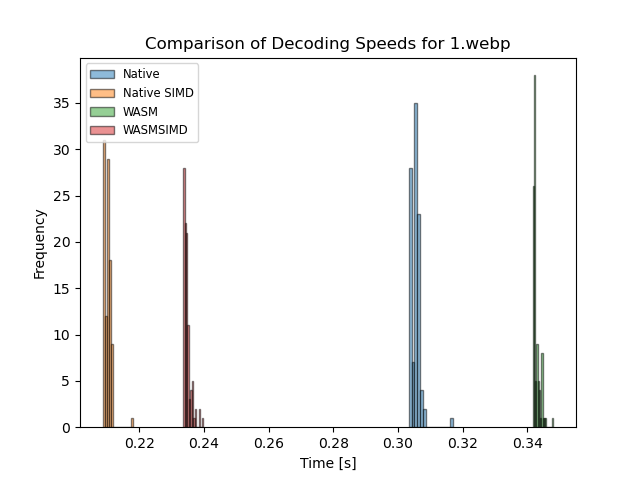 Comparison of Decoding Speeds for 1.webp
Native
Native SIMD
WASM
WASMSIMD
35
30
25
20
15
10
5
0
Frequency
0.22 0.24 0.26 0.28 0.30 0.32 0.34
Time [s]